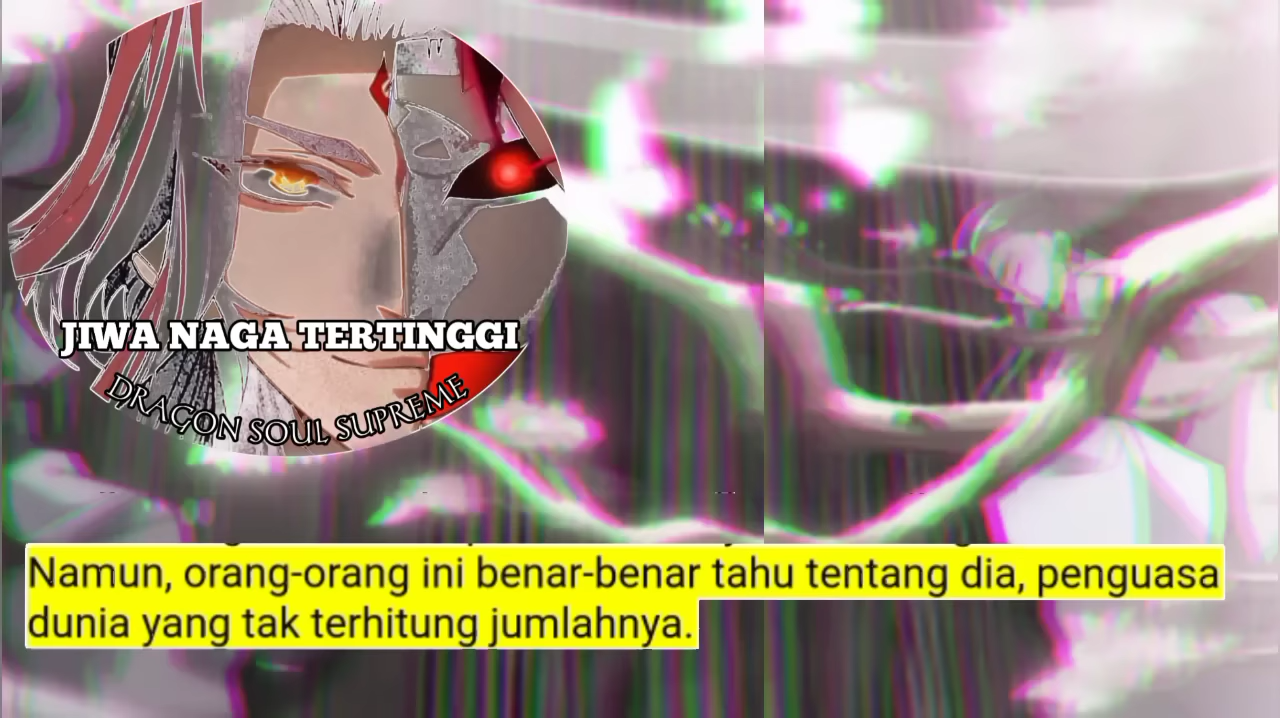 JIWA NAGA TERTINGGI
DRAGON SOUL SUPREME
Namun, orang-orang ini benar-benar tahu tentang dia, penguasa
dunia yang tak terhitung jumlahnya.